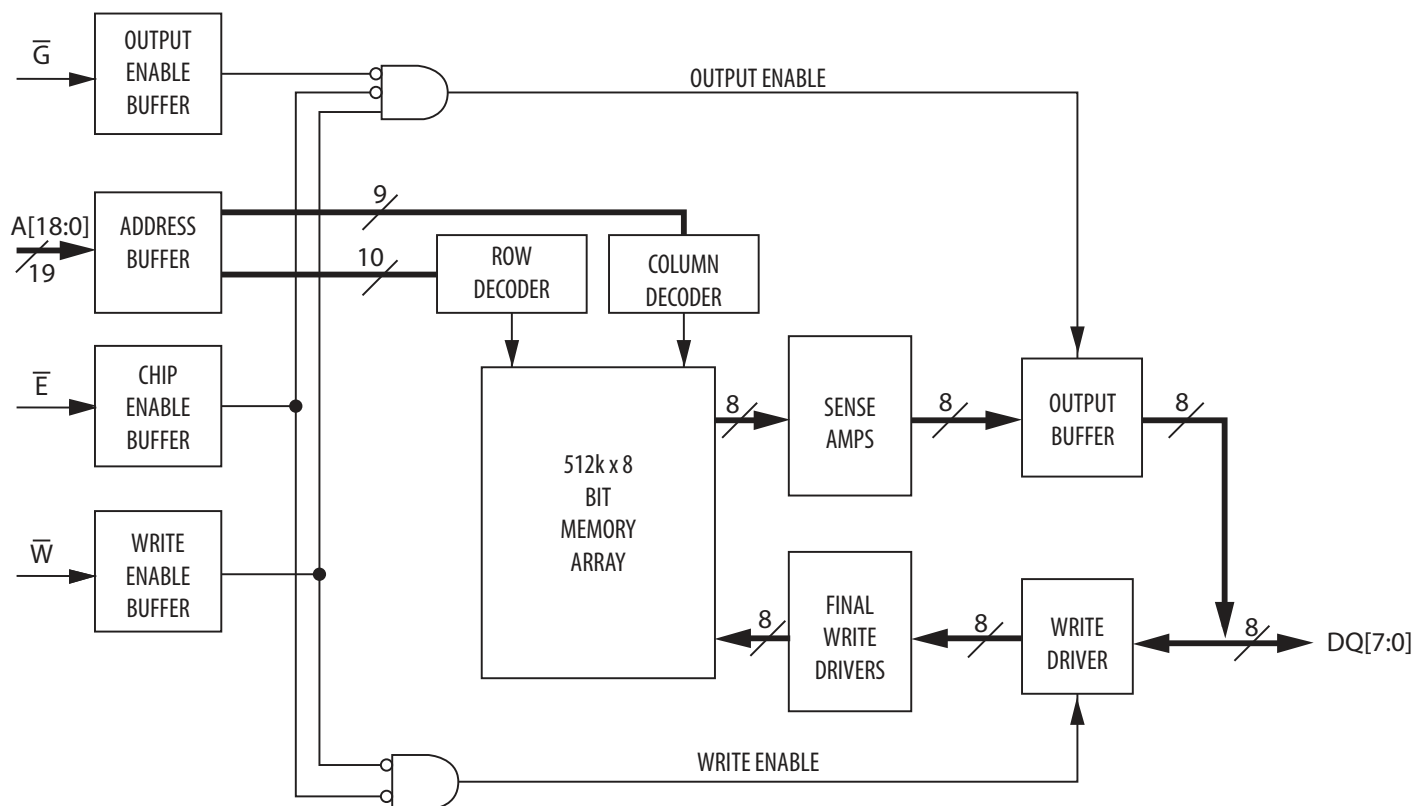 G̅
OUTPUT
ENABLE
BUFFER
OUTPUT ENABLE
A[18:0]
19
ADDRESS
BUFFER
9
10
ROW
DECODER
COLUMN
DECODER
E̅
CHIP
ENABLE
BUFFER
512k x 8
BIT
MEMORY
ARRAY
8
SENSE
AMPS
8
OUTPUT
BUFFER
8
W̅
WRITE
ENABLE
BUFFER
8
FINAL
WRITE
DRIVERS
8
WRITE
DRIVER
8
DQ[7:0]
WRITE ENABLE